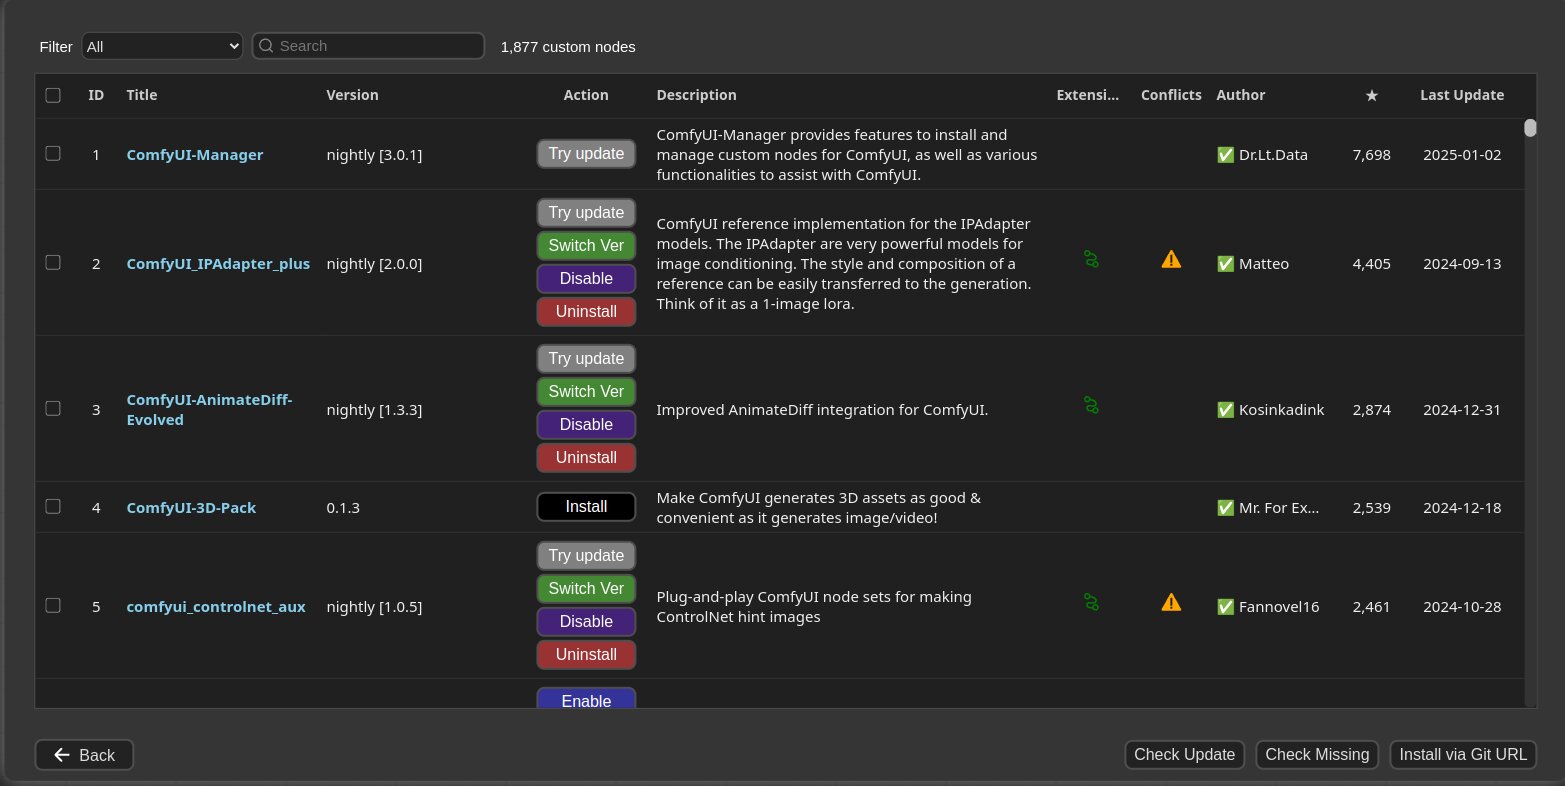 Filter All Search 1,877 custom nodes
ID Title Version Action Description Extensi... Conflicts Author ★ Last Update
1 ComfyUI-Manager nightly [3.0.1] Try update
ComfyUI-Manager provides features to install and
manage custom nodes for ComfyUI, as well as various
functionalities to assist with ComfyUI.
✅ Dr.Lt.Data 7,698 2025-01-02
2 ComfyUI_IPAdapter_plus nightly [2.0.0]
Try update
Switch Ver
Disable
Uninstall
ComfyUI reference implementation for the IPAdapter
models. The IPAdapter are very powerful models for
image conditioning. The style and composition of a
reference can be easily transferred to the generation.
Think of it as a 1-image lora.
✅ Matteo 4,405 2024-09-13
3 ComfyUI-AnimateDiff-
Evolved
nightly [1.3.3]
Try update
Switch Ver
Disable
Uninstall
Improved AnimateDiff integration for ComfyUI.
✅ Kosinkadink 2,874 2024-12-31
4 ComfyUI-3D-Pack 0.1.3 Install
Make ComfyUI generates 3D assets as good &
convenient as it generates image/video!
✅ Mr. For Ex... 2,539 2024-12-18
5 comfyui_controlnet_aux nightly [1.0.5]
Try update
Switch Ver
Disable
Uninstall
Plug-and-play ComfyUI node sets for making
ControlNet hint images
✅ Fannovel16 2,461 2024-10-28
Enable
Back Check Update Check Missing Install via Git URL